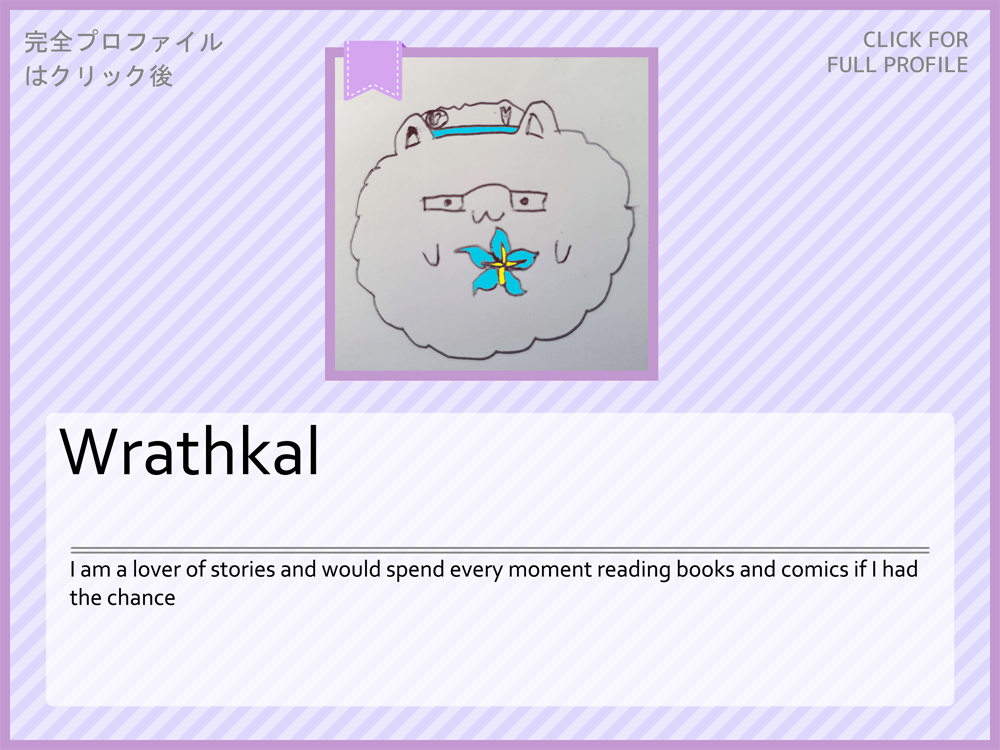 完全プロファイル
はクリック後
CLICK FOR
FULL PROFILE
Wrathkal
I am a lover of stories and would spend every moment reading books and comics if I had
the chance